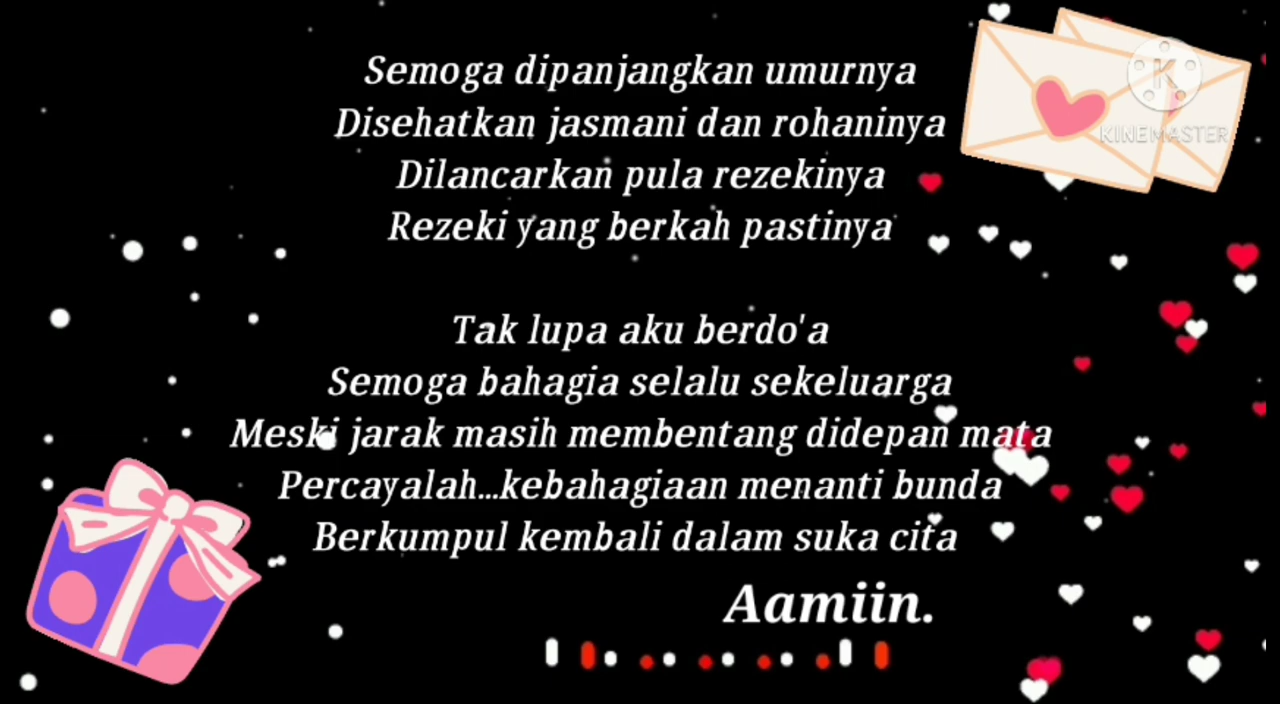 Semoga dipanjangkan umurnya
Disehatkan jasmani dan rohaninya
Dilancarkan pula rezekinya
Rezeki yang berkah pastinya
Tak lupa aku berdo'a
Semoga bahagia selalu sekeluarga
Meski jarak masih membentang didepan mata
Percayalah...kebahagiaan menanti bunda
Berkumpul kembali dalam suka cita
Aamiin.
K
KINEMASTER